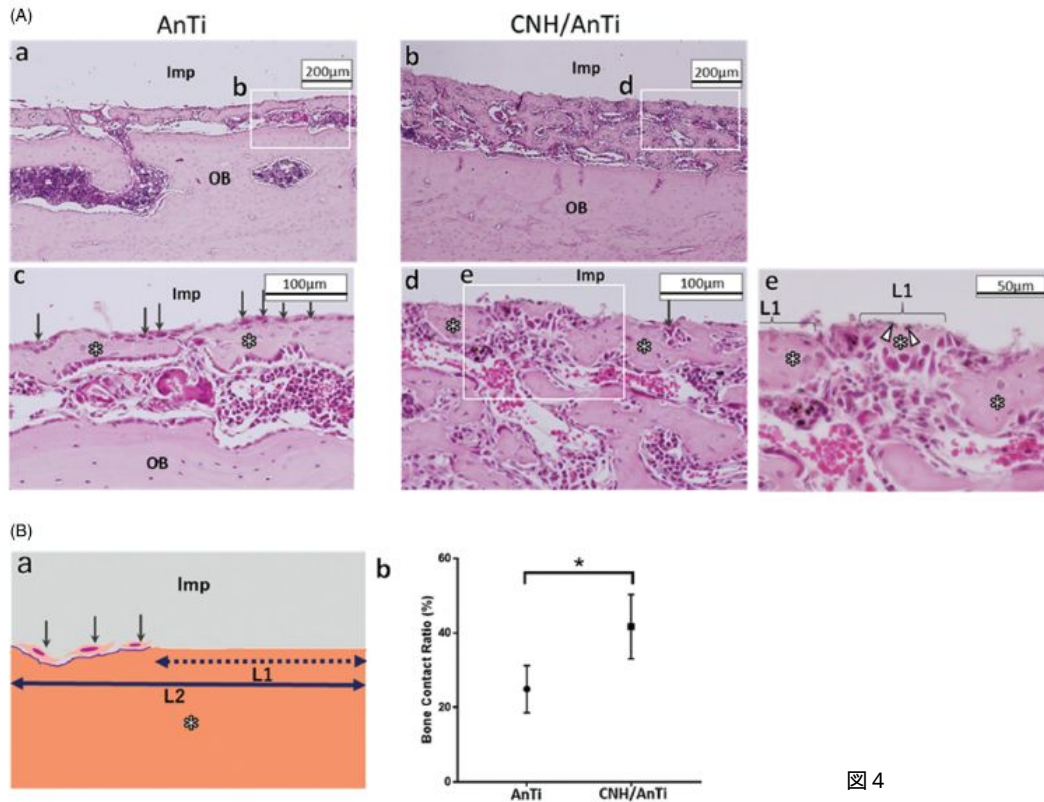 (A)
AnTi
CNH/AnTi
a
Imp
200μm
b
OB
b
Imp
200μm
d
OB
c
Imp
100μm
*
*
OB
d
e
Imp
100μm
*
*
e
50μm
L1
L1
*
*
*
(B)
a
Imp
L1
L2
*
b
Bone Contact Ratio (%)
60
40
20
0
*
AnTi
CNH/AnTi
図4